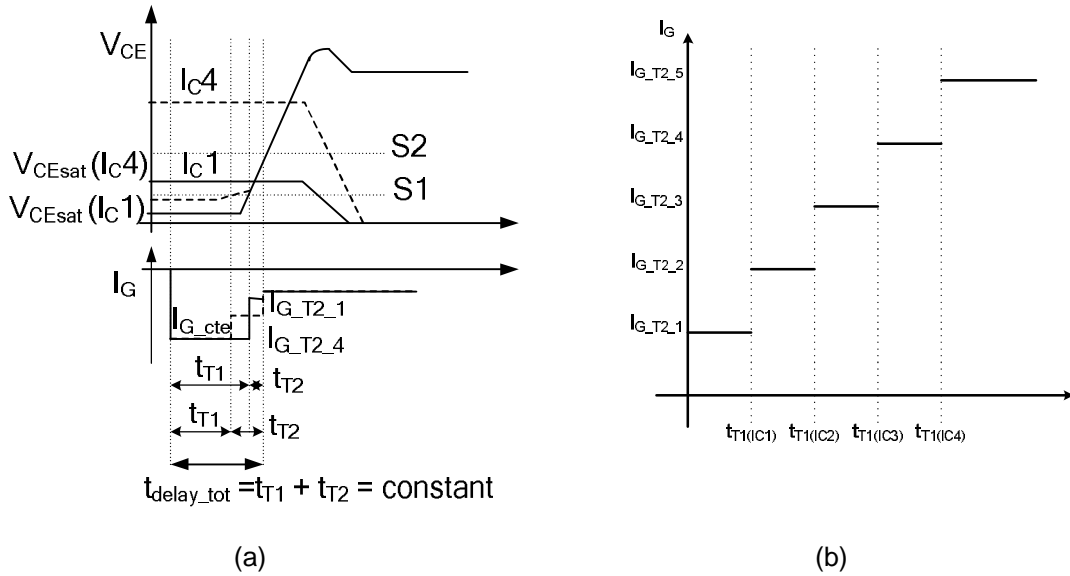 V_CE
I_C4
S2
V_CEsat(I_C4)
I_C1
S1
V_CEsat(I_C1)
I_G
I_G_cte
I_G_T2_1
I_G_T2_4
t_T1
t_T2
t_T1
t_T2
t_delay_tot =t_T1 + t_T2 = constant
(a)
I_G
I_G_T2_5
I_G_T2_4
I_G_T2_3
I_G_T2_2
I_G_T2_1
t_T1(IC1) t_T1(IC2) t_T1(IC3) t_T1(IC4)
(b)